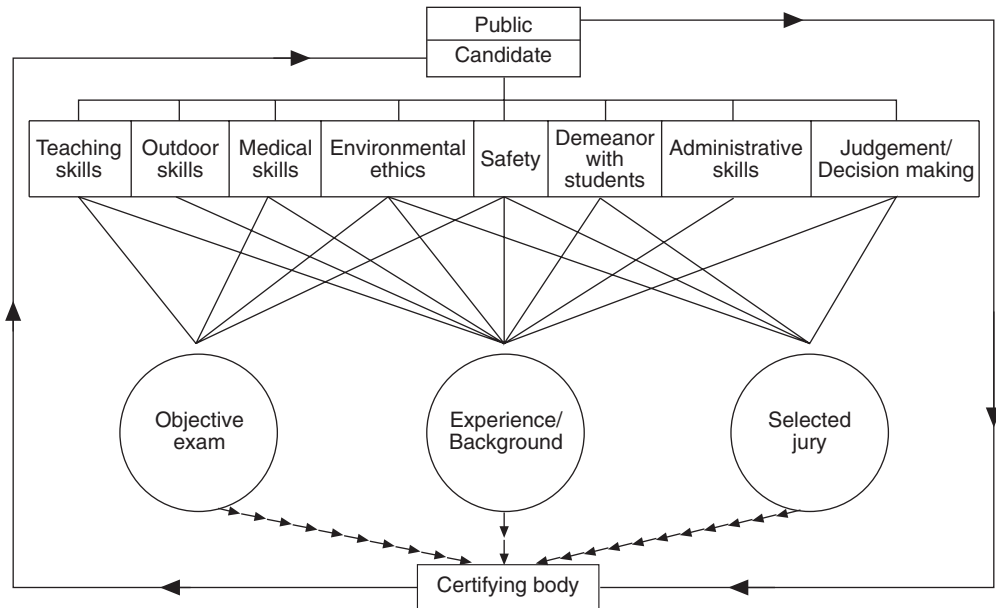 Public
Candidate
Teaching
skills
Outdoor
skills
Medical
skills
Environmental
ethics
Safety
Demeanor
with
students
Administrative
skills
Judgement/
Decision making
Objective
exam
Experience/
Background
Selected
jury
Certifying body